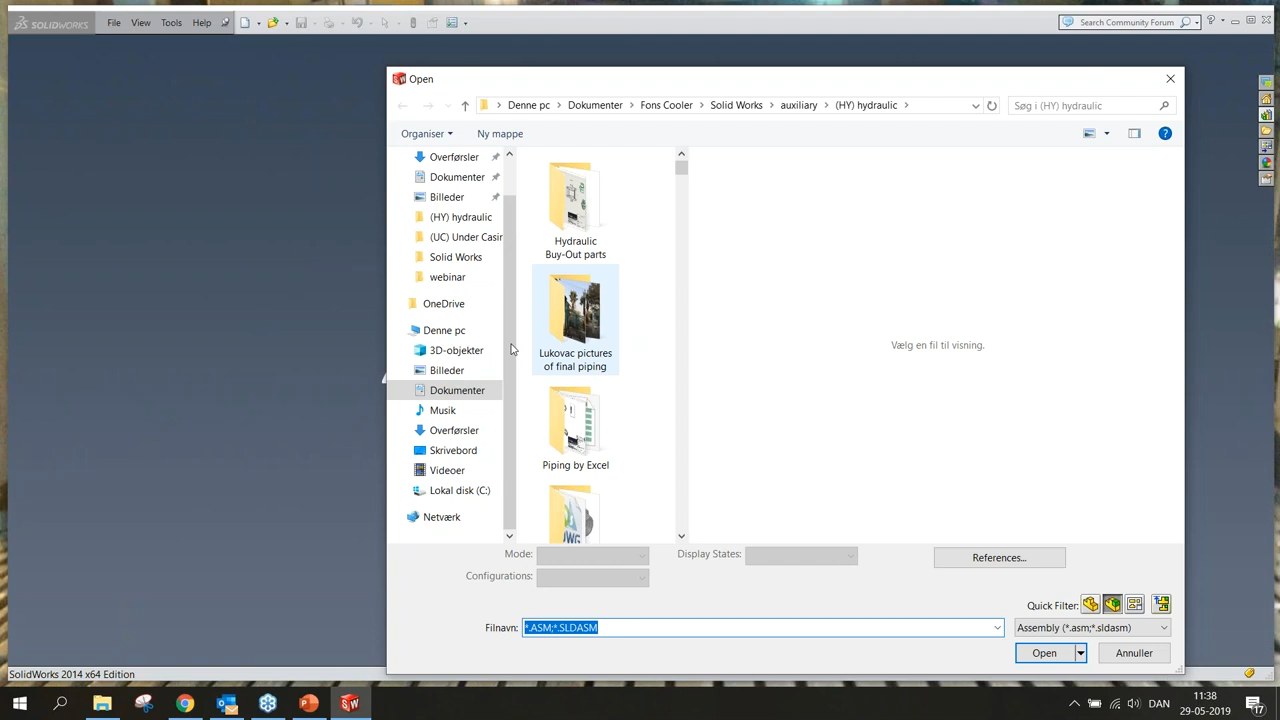 SOLIDWORKS File View Tools Help Search Community Forum
Open
Denne pc Dokumenter Fons Cooler Solid Works auxiliary (HY) hydraulic Søg i (HY) hydraulic
Organiser Ny mappe
Overførsler
Dokumenter
Billeder
(HY) hydraulic
(UC) Under Casir
Solid Works
webinar
OneDrive
Denne pc
3D-objekter
Billeder
Dokumenter
Musik
Overførsler
Skrivebord
Videoer
Lokal disk (C:)
Netværk
Hydraulic
Buy-Out parts
Lukovac pictures
of final piping
Piping by Excel
DWG
Vælg en fil til visning.
Mode: Display States: References...
Configurations:
Quick Filter:
Filnavn: *.ASM;*.SLDASM Assembly (*.asm;*.sldasm)
Open Annuller
SolidWorks 2014 x64 Edition
DAN 11:38
29-05-2019 17